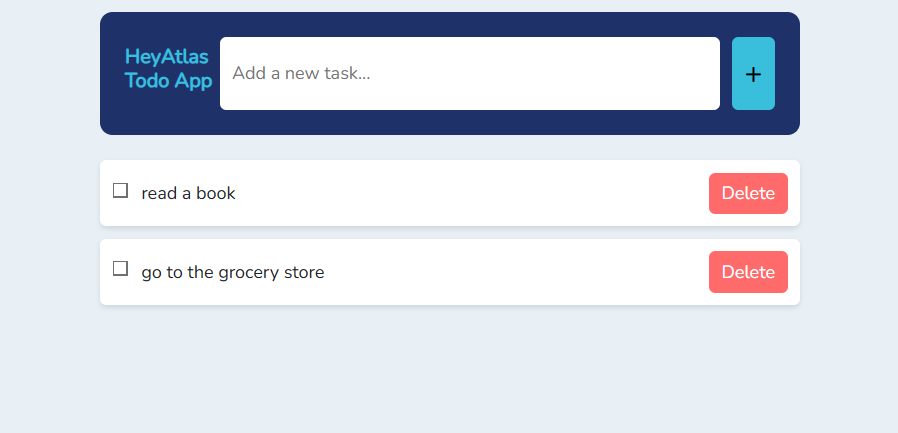 HeyAtlas
Todo App
Add a new task...
+
read a book
Delete
go to the grocery store
Delete